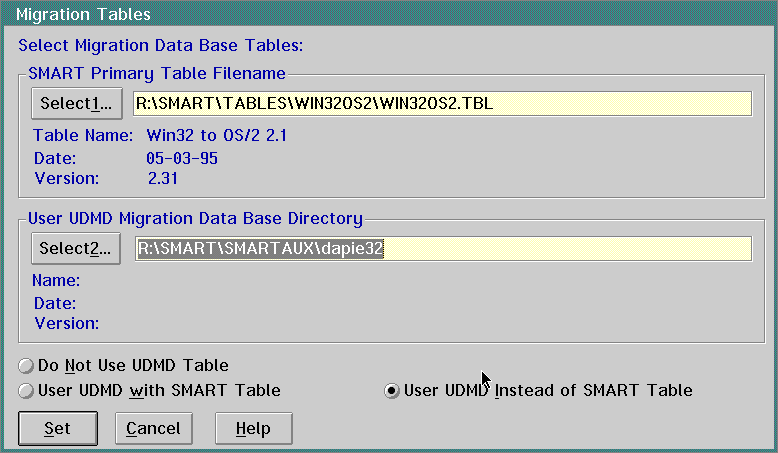 Migration Tables
Select Migration Data Base Tables:
SMART Primary Table Filename
Select1... R:\SMART\TABLES\WIN32OS2\WIN32OS2.TBL
Table Name: Win32 to OS/2 2.1
Date: 05-03-95
Version: 2.31
User UDMD Migration Data Base Directory
Select2... R:\SMART\SMARTAUX\dapie32
Name:
Date:
Version:
Do Not Use UDMD Table
User UDMD with SMART Table User UDMD Instead of SMART Table
Set Cancel Help